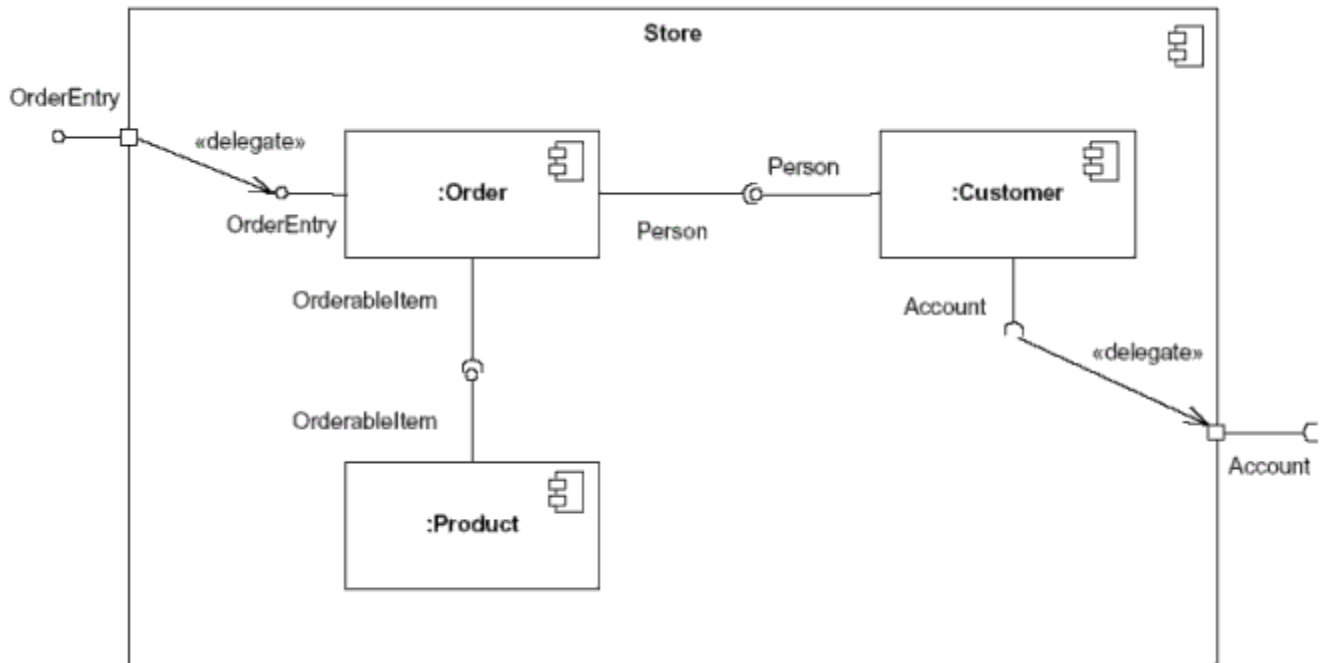 Store
OrderEntry
«delegate»
:Order
Person
:Customer
OrderEntry
Person
OrderableItem
Account
«delegate»
OrderableItem
Account
:Product